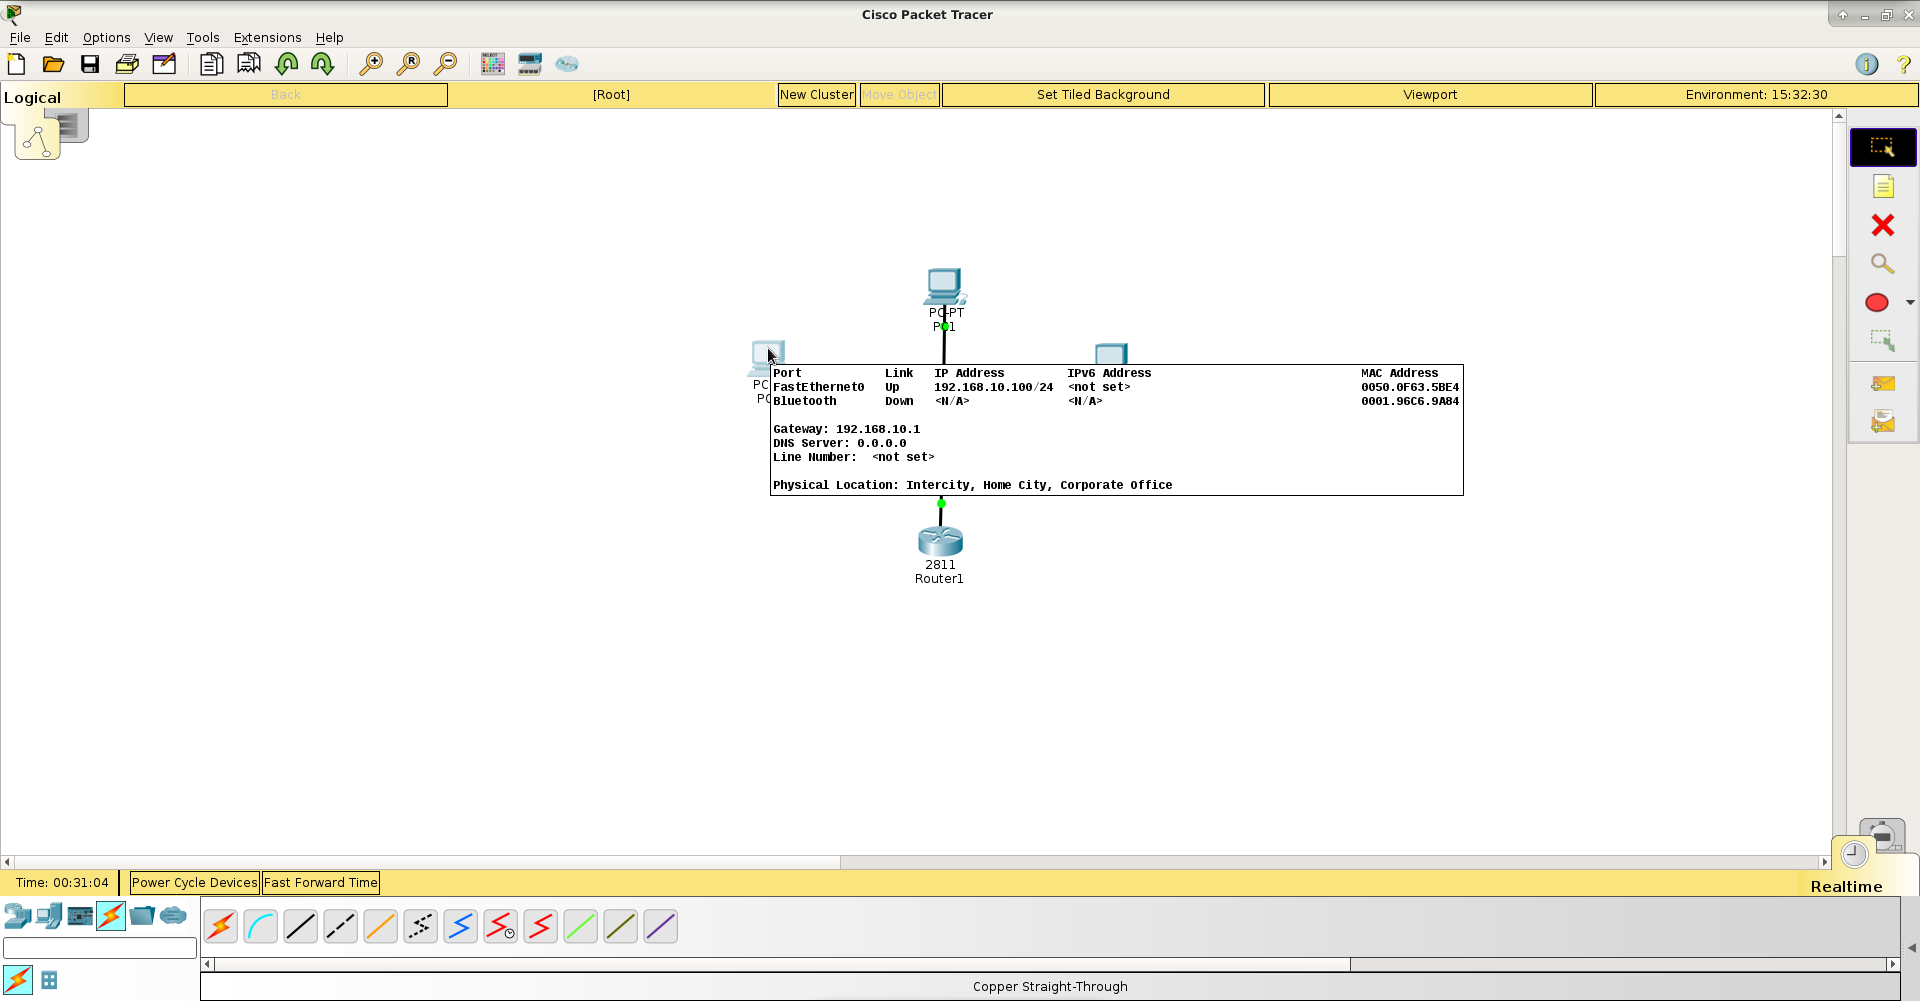 Cisco Packet Tracer
File Edit Options View Tools Extensions Help
Logical
Back
[Root]
New Cluster
Move Object
Set Tiled Background
Viewport
Environment: 15:32:30
PC-PT
PC1
PC
PC
Port Link IP Address IPv6 Address MAC Address
FastEthernet0 Up 192.168.10.100/24 <not set> 0050.0F63.5BE4
Bluetooth Down <N/A> <N/A> 0001.96C6.9A84
Gateway: 192.168.10.1
DNS Server: 0.0.0.0
Line Number: <not set>
Physical Location: Intercity, Home City, Corporate Office
2811
Router1
Time: 00:31:04
Power Cycle Devices
Fast Forward Time
Realtime
Copper Straight-Through